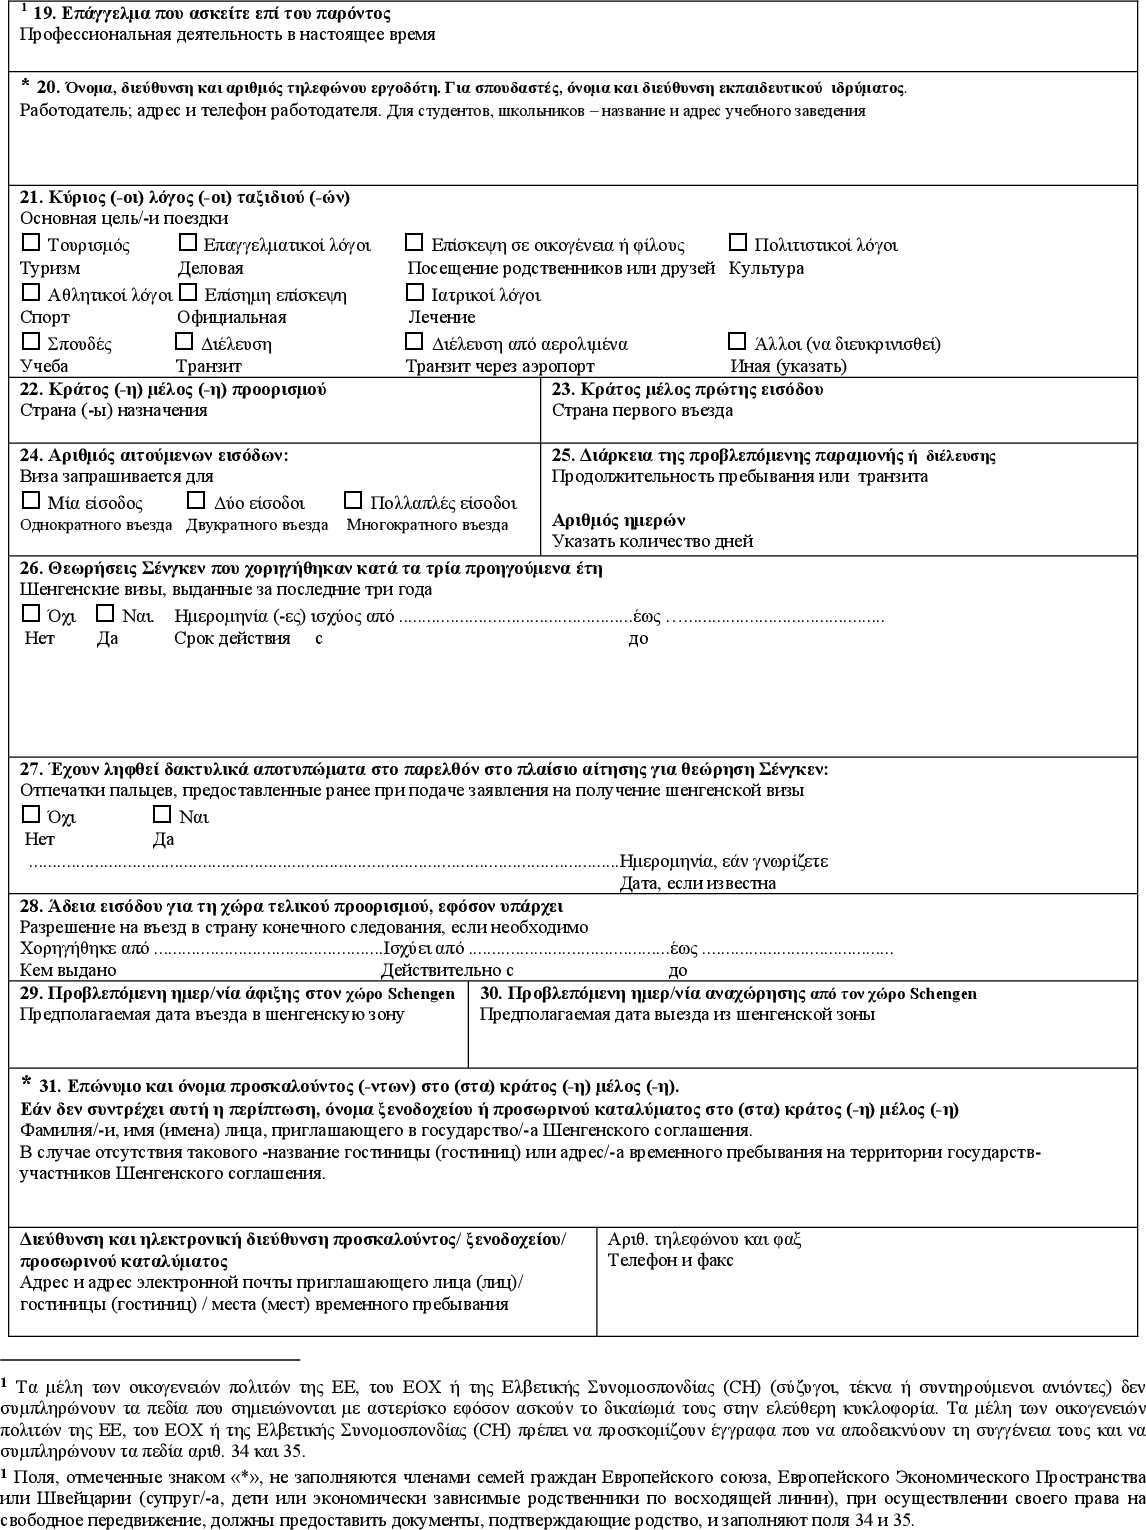 ¹ 19. Επάγγελμα που ασκείτε επί του παρόντος
Профессиональная деятельность в настоящее время
* 20. Όνομα, διεύθυνση και αριθμός τηλεφώνου εργοδότη. Για σπουδαστές, όνομα και διεύθυνση εκπαιδευτικού ιδρύματος.
Работодатель; адрес и телефон работодателя. Для студентов, школьников – название и адрес учебного заведения
21. Κύριος (-οι) λόγος (-οι) ταξιδιού (-ών)
Основная цель/-и поездки
☐ Τουρισμός ☐ Επαγγελματικοί λόγοι ☐ Επίσκεψη σε οικογένεια ή φίλους ☐ Πολιτιστικοί λόγοι
Туризм Деловая Посещение родственников или друзей Культура
☐ Αθλητικοί λόγοι ☐ Επίσημη επίσκεψη ☐ Ιατρικοί λόγοι
Спорт Официальная Лечение
☐ Σπουδές ☐ Διέλευση ☐ Διέλευση από αερολιμένα ☐ Άλλοι (να διευκρινισθεί)
Учеба Транзит Транзит через аэропорт Иная (указать)
22. Κράτος (-η) μέλος (-η) προορισμού
Страна (-ы) назначения
23. Κράτος μέλος πρώτης εισόδου
Страна первого въезда
24. Αριθμός αιτούμενων εισόδων:
Виза запрашивается для
☐ Μία είσοδος ☐ Δύο είσοδοι ☐ Πολλαπλές είσοδοι
Однократного въезда Двукратного въезда Многократного въезда
25. Διάρκεια της προβλεπόμενης παραμονής ή διέλευσης
Продолжительность пребывания или транзита
Αριθμός ημερών
Указать количество дней
26. Θεωρήσεις Σένγκεν που χορηγήθηκαν κατά τα τρία προηγούμενα έτη
Шенгенские визы, выданные за последние три года
☐ Όχι ☐ Ναι. Ημερομηνία (-ες) ισχύος από ..................................................έως …...........................................
Нет Да Срок действия с до
27. Έχουν ληφθεί δακτυλικά αποτυπώματα στο παρελθόν στο πλαίσιο αίτησης για θεώρηση Σένγκεν:
Отпечатки пальцев, предоставленные ранее при подаче заявления на получение шенгенской визы
☐ Όχι ☐ Ναι
Нет Да
..............................................................................................................................Ημερομηνία, εάν γνωρίζετε
Дата, если известна
28. Άδεια εισόδου για τη χώρα τελικού προορισμού, εφόσον υπάρχει
Разрешение на въезд в страну конечного следования, если необходимо
Χορηγήθηκε από .................................................Ισχύει από ...........................................έως .........................................
Кем выдано Действительно с до
29. Προβλεπόμενη ημερ/νία άφιξης στον χώρο Schengen
Предполагаемая дата въезда в шенгенскую зону
30. Προβλεπόμενη ημερ/νία αναχώρησης από τον χώρο Schengen
Предполагаемая дата выезда из шенгенской зоны
* 31. Επώνυμο και όνομα προσκαλούντος (-ντων) στο (στα) κράτος (-η) μέλος (-η).
Εάν δεν συντρέχει αυτή η περίπτωση, όνομα ξενοδοχείου ή προσωρινού καταλύματος στο (στα) κράτος (-η) μέλος (-η)
Фамилия/-и, имя (имена) лица, приглашающего в государство/-а Шенгенского соглашения.
В случае отсутствия такового -название гостиницы (гостиниц) или адрес/-а временного пребывания на территории государств-
участников Шенгенского соглашения.
Διεύθυνση και ηλεκτρονική διεύθυνση προσκαλούντος/ ξενοδοχείου/
προσωρινού καταλύματος
Адрес и адрес электронной почты приглашающего лица (лиц)/
гостиницы (гостиниц) / места (мест) временного пребывания
Αριθ. τηλεφώνου και φαξ
Телефон и факс
¹ Τα μέλη των οικογενειών πολιτών της ΕΕ, του ΕΟΧ ή της Ελβετικής Συνομοσπονδίας (CH) (σύζυγοι, τέκνα ή συντηρούμενοι ανιόντες) δεν
συμπληρώνουν τα πεδία που σημειώνονται με αστερίσκο εφόσον ασκούν το δικαίωμά τους στην ελεύθερη κυκλοφορία. Τα μέλη των οικογενειών
πολιτών της ΕΕ, του ΕΟΧ ή της Ελβετικής Συνομοσπονδίας (CH) πρέπει να προσκομίζουν έγγραφα που να αποδεικνύουν τη συγγένεια τους και να
συμπληρώνουν τα πεδία αριθ. 34 και 35.
¹ Поля, отмеченные знаком «*», не заполняются членами семей граждан Европейского союза, Европейского Экономического Пространства
или Швейцарии (супруг/-а, дети или экономически зависимые родственники по восходящей линии), при осуществлении своего права на
свободное передвижение, должны предоставить документы, подтверждающие родство, и заполняют поля 34 и 35.